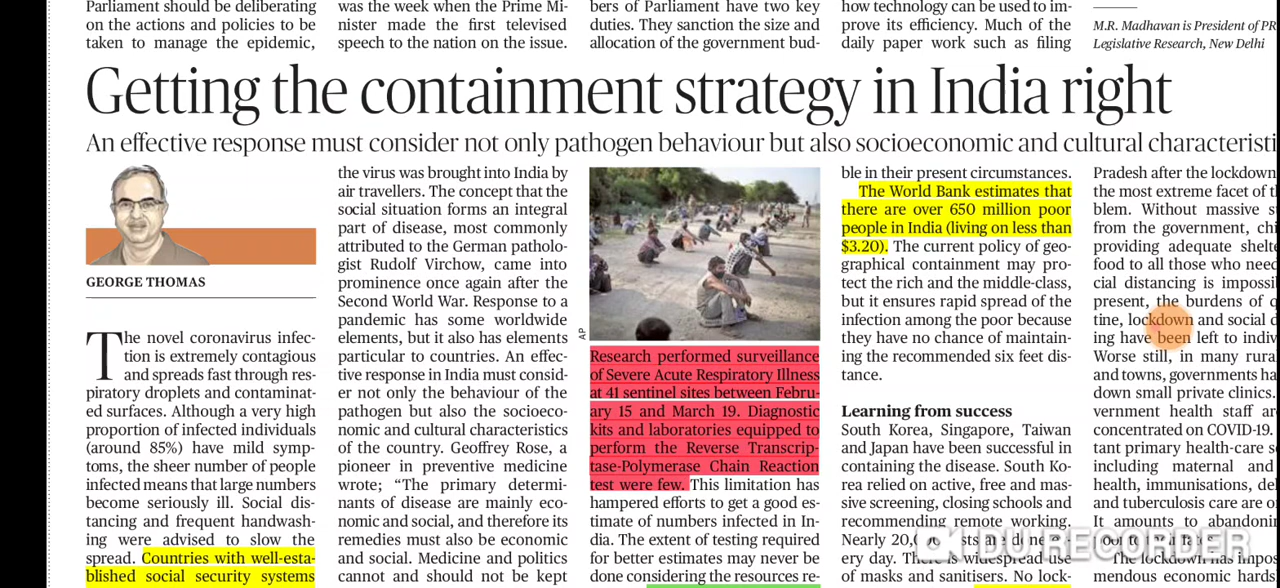 Parliament should be deliberating
on the actions and policies to be
taken to manage the epidemic,
was the week when the Prime Mi-
nister made the first televised
speech to the nation on the issue.
bers of Parliament have two key
duties. They sanction the size and
allocation of the government bud-
how technology can be used to im-
prove its efficiency. Much of the
daily paper work such as filing
M.R. Madhavan is President of PR
Legislative Research, New Delhi
Getting the containment strategy in India right
An effective response must consider not only pathogen behaviour but also socioeconomic and cultural characteristi
GEORGE THOMAS
The novel coronavirus infec-
tion is extremely contagious
and spreads fast through res-
piratory droplets and contaminat-
ed surfaces. Although a very high
proportion of infected individuals
(around 85%) have mild symp-
toms, the sheer number of people
infected means that large numbers
become seriously ill. Social dis-
tancing and frequent handwash-
ing were advised to slow the
spread. Countries with well-esta-
blished social security systems
the virus was brought into India by
air travellers. The concept that the
social situation forms an integral
part of disease, most commonly
attributed to the German patholo-
gist Rudolf Virchow, came into
prominence once again after the
Second World War. Response to a
pandemic has some worldwide
elements, but it also has elements
particular to countries. An effec-
tive response in India must consid-
er not only the behaviour of the
pathogen but also the socioeco-
nomic and cultural characteristics
of the country. Geoffrey Rose, a
pioneer in preventive medicine
wrote; “The primary determi-
nants of disease are mainly eco-
nomic and social, and therefore its
remedies must also be economic
and social. Medicine and politics
cannot and should not be kept
AP
Research performed surveillance
of Severe Acute Respiratory Illness
at 41 sentinel sites between Febru-
ary 15 and March 19. Diagnostic
kits and laboratories equipped to
perform the Reverse Transcrip-
tase-Polymerase Chain Reaction
test were few. This limitation has
hampered efforts to get a good es-
timate of numbers infected in In-
dia. The extent of testing required
for better estimates may never be
done considering the resources re-
ble in their present circumstances.
The World Bank estimates that
there are over 650 million poor
people in India (living on less than
$3.20). The current policy of geo-
graphical containment may pro-
tect the rich and the middle-class,
but it ensures rapid spread of the
infection among the poor because
they have no chance of maintain-
ing the recommended six feet dis-
tance.
Learning from success
South Korea, Singapore, Taiwan
and Japan have been successful in
containing the disease. South Ko-
rea relied on active, free and mas-
sive screening, closing schools and
recommending remote working.
Nearly
ery day. widespread use
of masks and sanitisers. No lock-
Pradesh after the lockdown
the most extreme facet of t
blem. Without massive s
from the government, chi
providing adequate shelte
food to all those who need
cial distancing is impossi
present, the burdens of d
tine, lockdown and social d
ing have been left to indiv
Worse still, in many rura
and towns, governments ha
down small private clinics.
vernment health staff ar
concentrated on COVID-19.
tant primary health-care s
including maternal and
health, immunisations, del
and tuberculosis care are o
It amounts to abandoni
The lockdown has impos
mendous economic hards
DU RECORDER